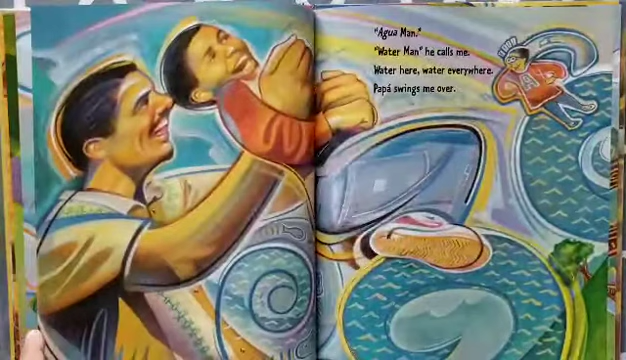 "Agua Man."
"Water Man" he calls me.
Water here, water everywhere.
Papá swings me over.